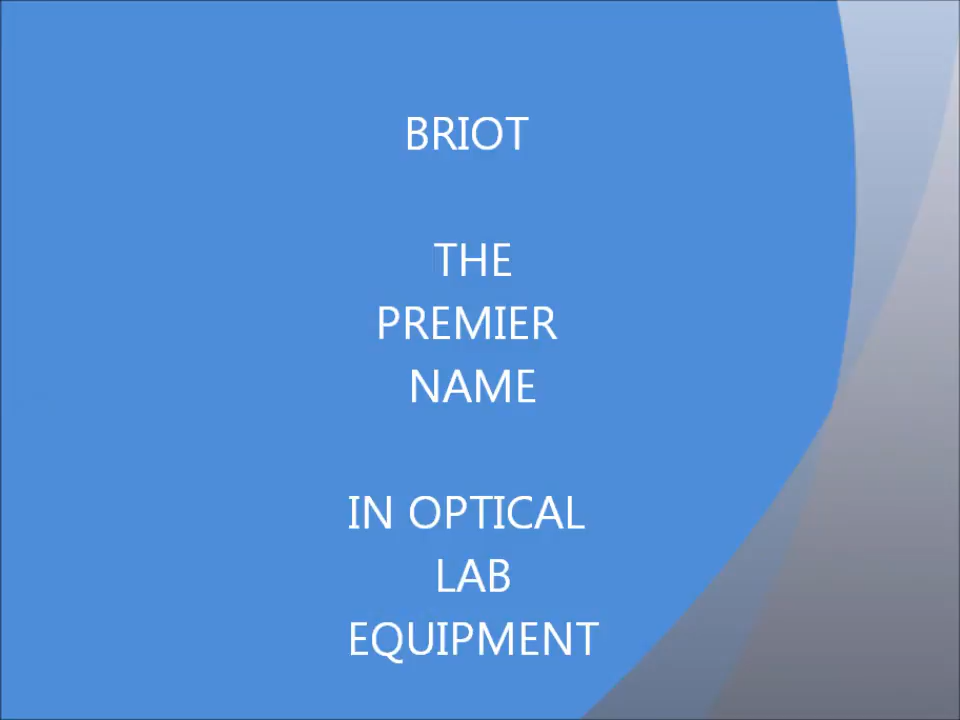 BRIOT
THE
PREMIER
NAME
IN OPTICAL
LAB
EQUIPMENT